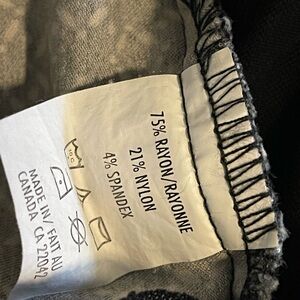 75% RAYON/RAYONNE
21% NYLON
4% SPANDEX
MADE IN/ FAIT AU
CANADA CA 22042